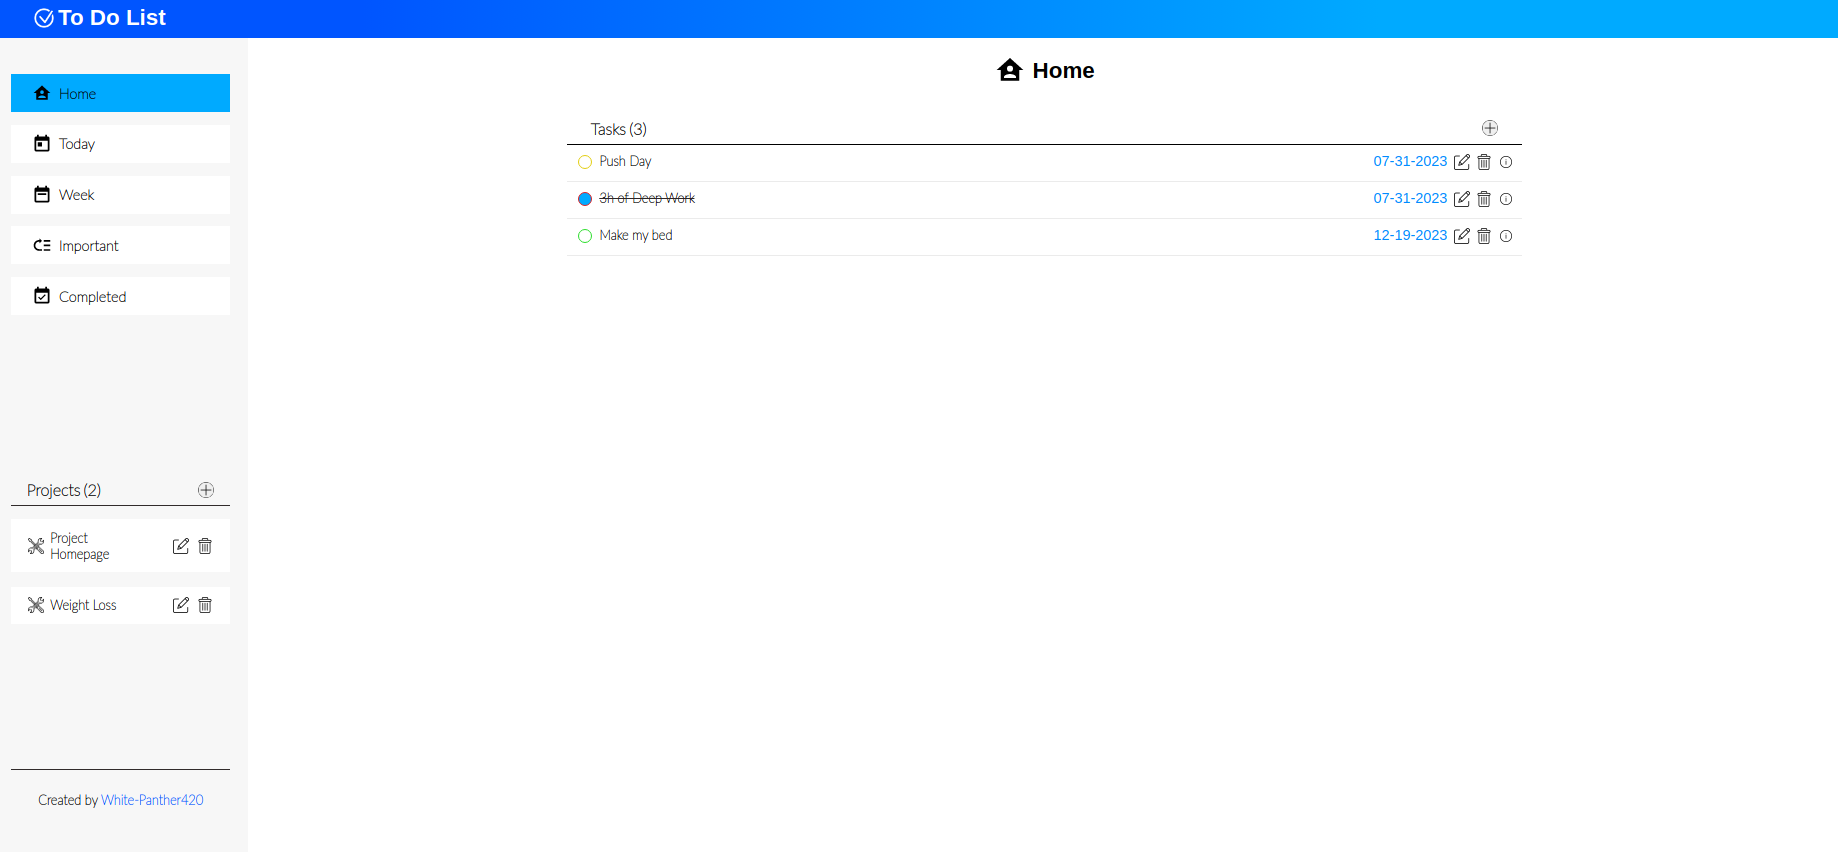 To Do List
Home
Today
Week
Important
Completed
Projects (2)
Project
Homepage
Weight Loss
Created by White-Panther420
Home
Tasks (3)
Push Day 07-31-2023
3h of Deep Work 07-31-2023
Make my bed 12-19-2023